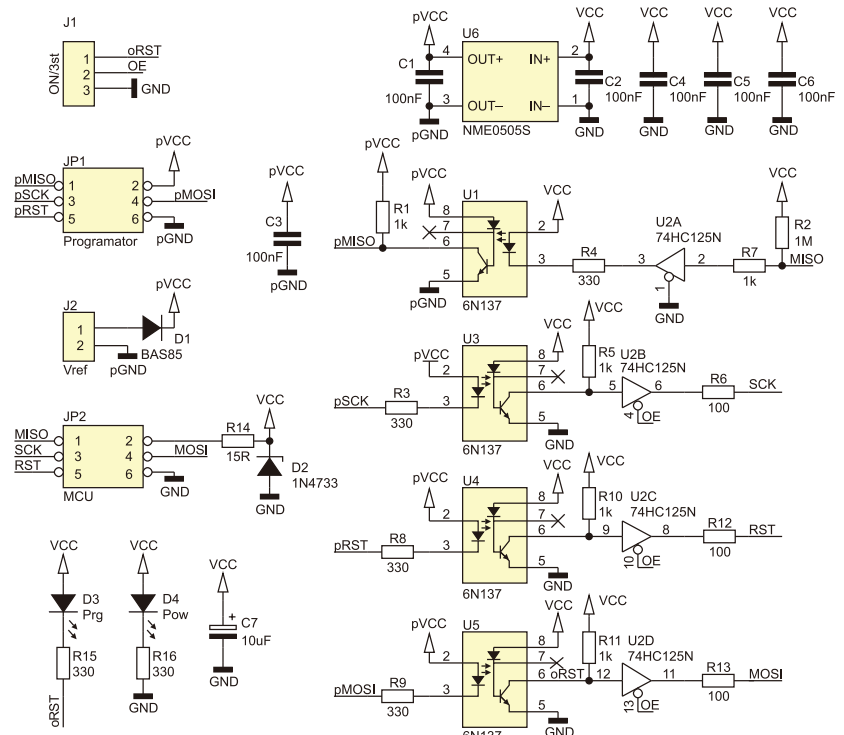 J1
ON/3st
1
oRST
2
OE
3
GND
pVCC
U6
VCC
VCC
VCC
VCC
4
OUT+
IN+
2
C1
100nF
C2
100nF
C4
100nF
C5
100nF
C6
100nF
3
OUT–
IN–
1
pGND
NME0505S
GND
GND
GND
GND
JP1
pVCC
pMISO
1
2
pSCK
3
4
pMOSI
pRST
5
6
Programator
pGND
pVCC
C3
100nF
pGND
pVCC
pVCC
U1
VCC
VCC
R1
1k
8
7
2
pMISO
6
5
3
R4
330
U2A
74HC125N
3
2
1
GND
R7
1k
R2
1M
MISO
pGND
6N137
J2
pVCC
1
2
D1
Vref
pGND
BAS85
U3
pVCC
VCC
VCC
2
8
7
R5
1k
U2B
74HC125N
pSCK
R3
330
3
6
5
6
R6
100
SCK
5
4
OE
6N137
GND
JP2
VCC
MISO
1
2
R14
15R
SCK
3
4
MOSI
RST
5
6
MCU
GND
D2
1N4733
GND
U4
pVCC
VCC
VCC
2
8
7
R10
1k
U2C
74HC125N
pRST
R8
330
3
6
9
8
R12
100
RST
5
10
OE
6N137
GND
VCC
VCC
VCC
D3
Prg
D4
Pow
C7
+
10uF
R15
330
R16
330
oRST
GND
GND
U5
pVCC
VCC
VCC
2
8
7
R11
1k
U2D
74HC125N
pMOSI
R9
330
3
6
oRST
12
11
R13
100
MOSI
5
13
OE
6N137
GND